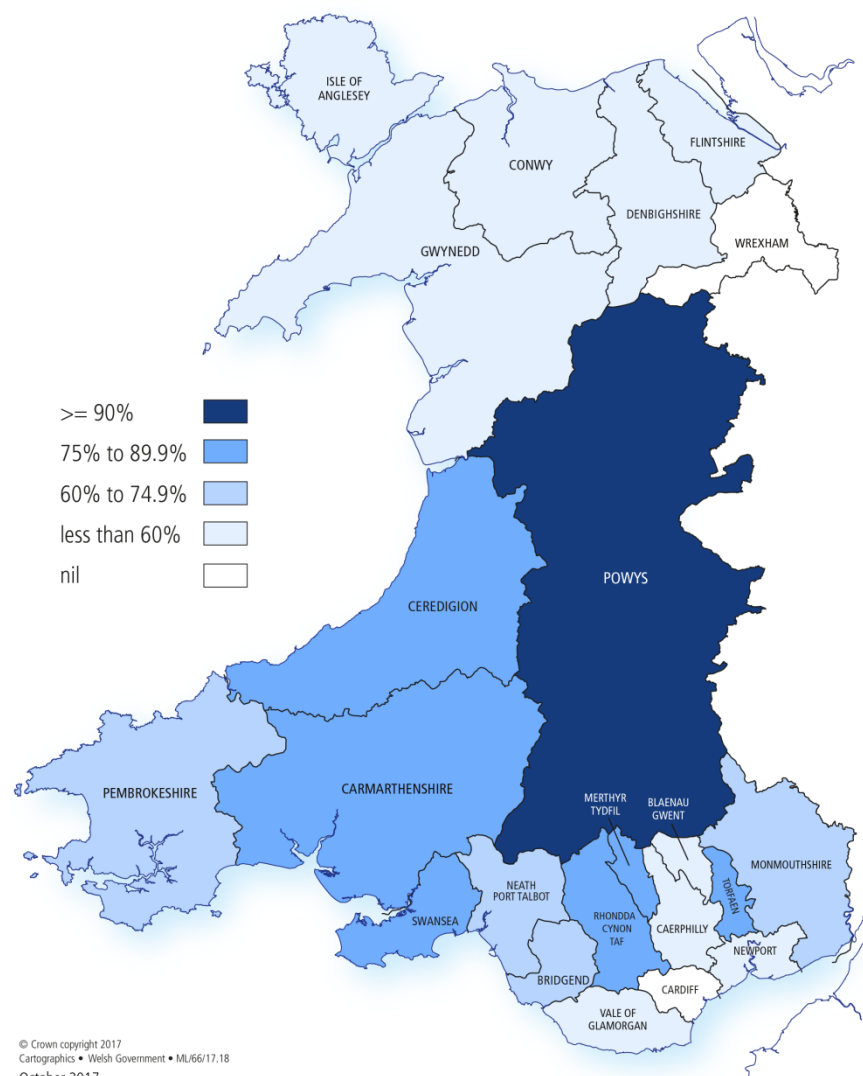 ISLE OF
ANGLESEY
FLINTSHIRE
CONWY
DENBIGHSHIRE
WREXHAM
GWYNEDD
>= 90%
75% to 89.9%
60% to 74.9%
less than 60%
nil
POWYS
CEREDIGION
CARMARTHENSHIRE
PEMBROKESHIRE
MERTHYR
TYDFIL
BLAENAU
GWENT
MONMOUTHSHIRE
NEATH
PORT TALBOT
TORFAEN
SWANSEA
RHONDDA
CYNON
TAF
CAERPHILLY
NEWPORT
BRIDGEND
CARDIFF
VALE OF
GLAMORGAN
© Crown copyright 2017
Cartographics • Welsh Government • ML/66/17.18
October 2017